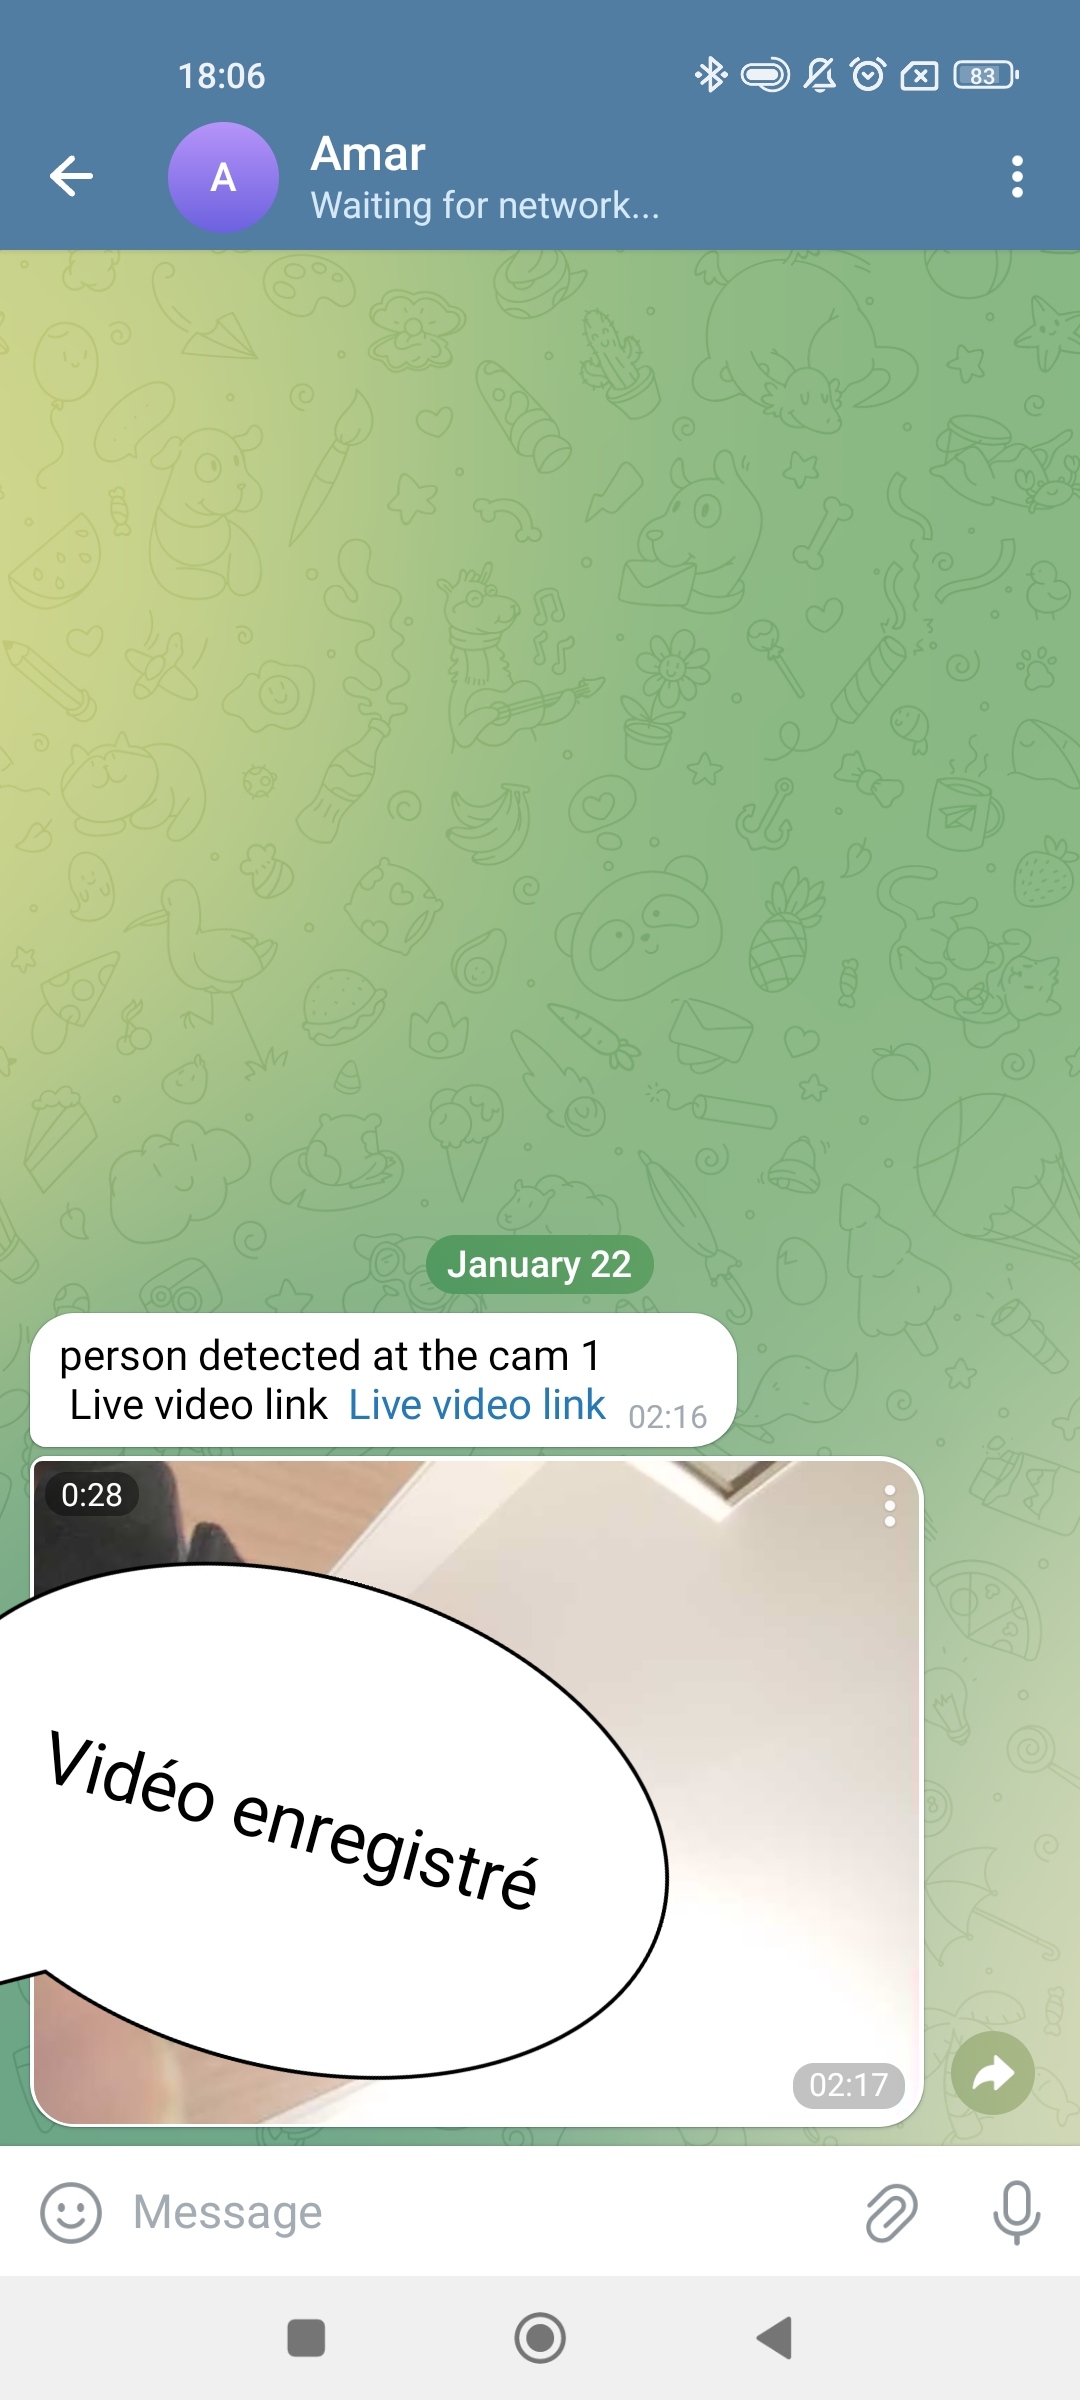 18:06
83
A
Amar
Waiting for network...
January 22
person detected at the cam 1
Live video link Live video link 02:16
0:28
Vidéo enregistré
02:17
Message